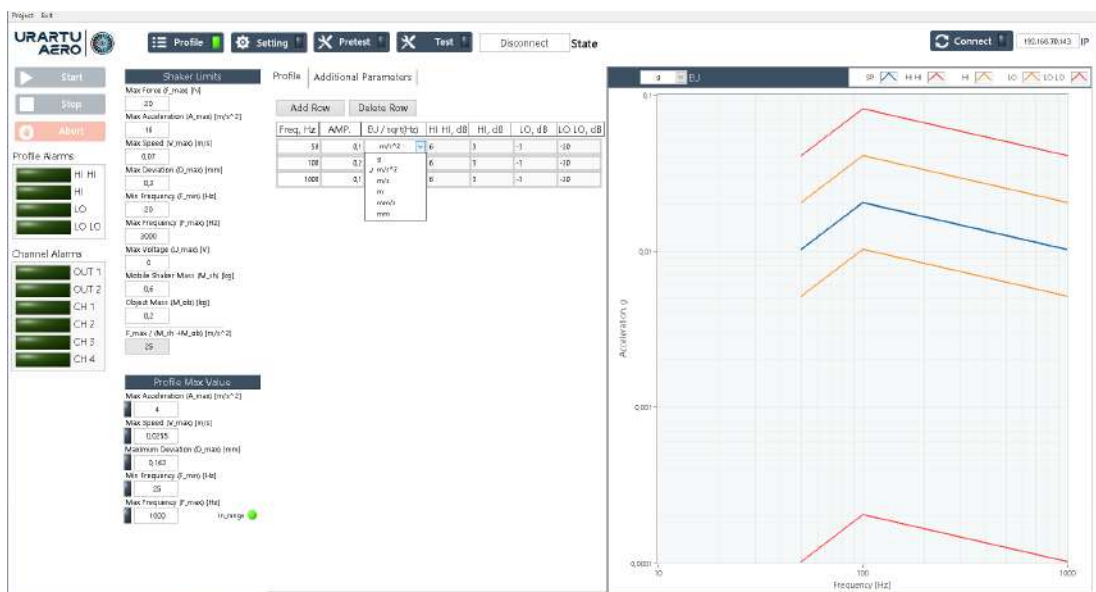 Project Exit
URARTU
AERO
Profile
Setting
Pretest
Test
Disconnect
State
Connect
192.168.70.143
IP
Start
Stop
Abort
Profile Alarms
HI HI
HI
LO
LO LO
Channel Alarms
OUT 1
OUT 2
CH 1
CH 2
CH 3
CH 4
Shaker Limits
Max Force (F_max) [N]
20
Max Acceleration (A_max) [m/s^2]
16
Max Speed (V_max) [m/s]
0,07
Max Deviation (D_max) [mm]
0,3
Min Frequency (F_min) [Hz]
20
Max Frequency (F_max) [Hz]
3000
Max Voltage (U_max) [V]
0
Mobile Shaker Mass (M_sh) [kg]
0,6
Object Mass (M_ob) [kg]
0,2
F_max / (M_sh +M_ob) [m/s^2]
25
Profile Max Value
Max Acceleration (A_max) [m/s^2]
4
Max Speed (V_max) [m/s]
0,0255
Maximum Deviation (D_max) [mm]
0,162
Min Frequency (F_min) [Hz]
25
Max Frequency (F_max) [Hz]
1000
in_range
Profile Additional Parameters
Add Row Delete Row
Freq, Hz AMP. EU / sqrt(Hz) HI HI, dB HI, dB LO, dB LO LO, dB
50 0,1 m/s^2 6 3 -3 -20
100 0,2 6 3 -3 -20
1000 0,1 6 3 -3 -20
g
m/s^2
m/s
m
mm/s
mm
g EU
SP HI HI HI LO LO LO
0,1
0,01
0,001
0,0001
Acceleration, g
10 100 1000
Frequency [Hz]